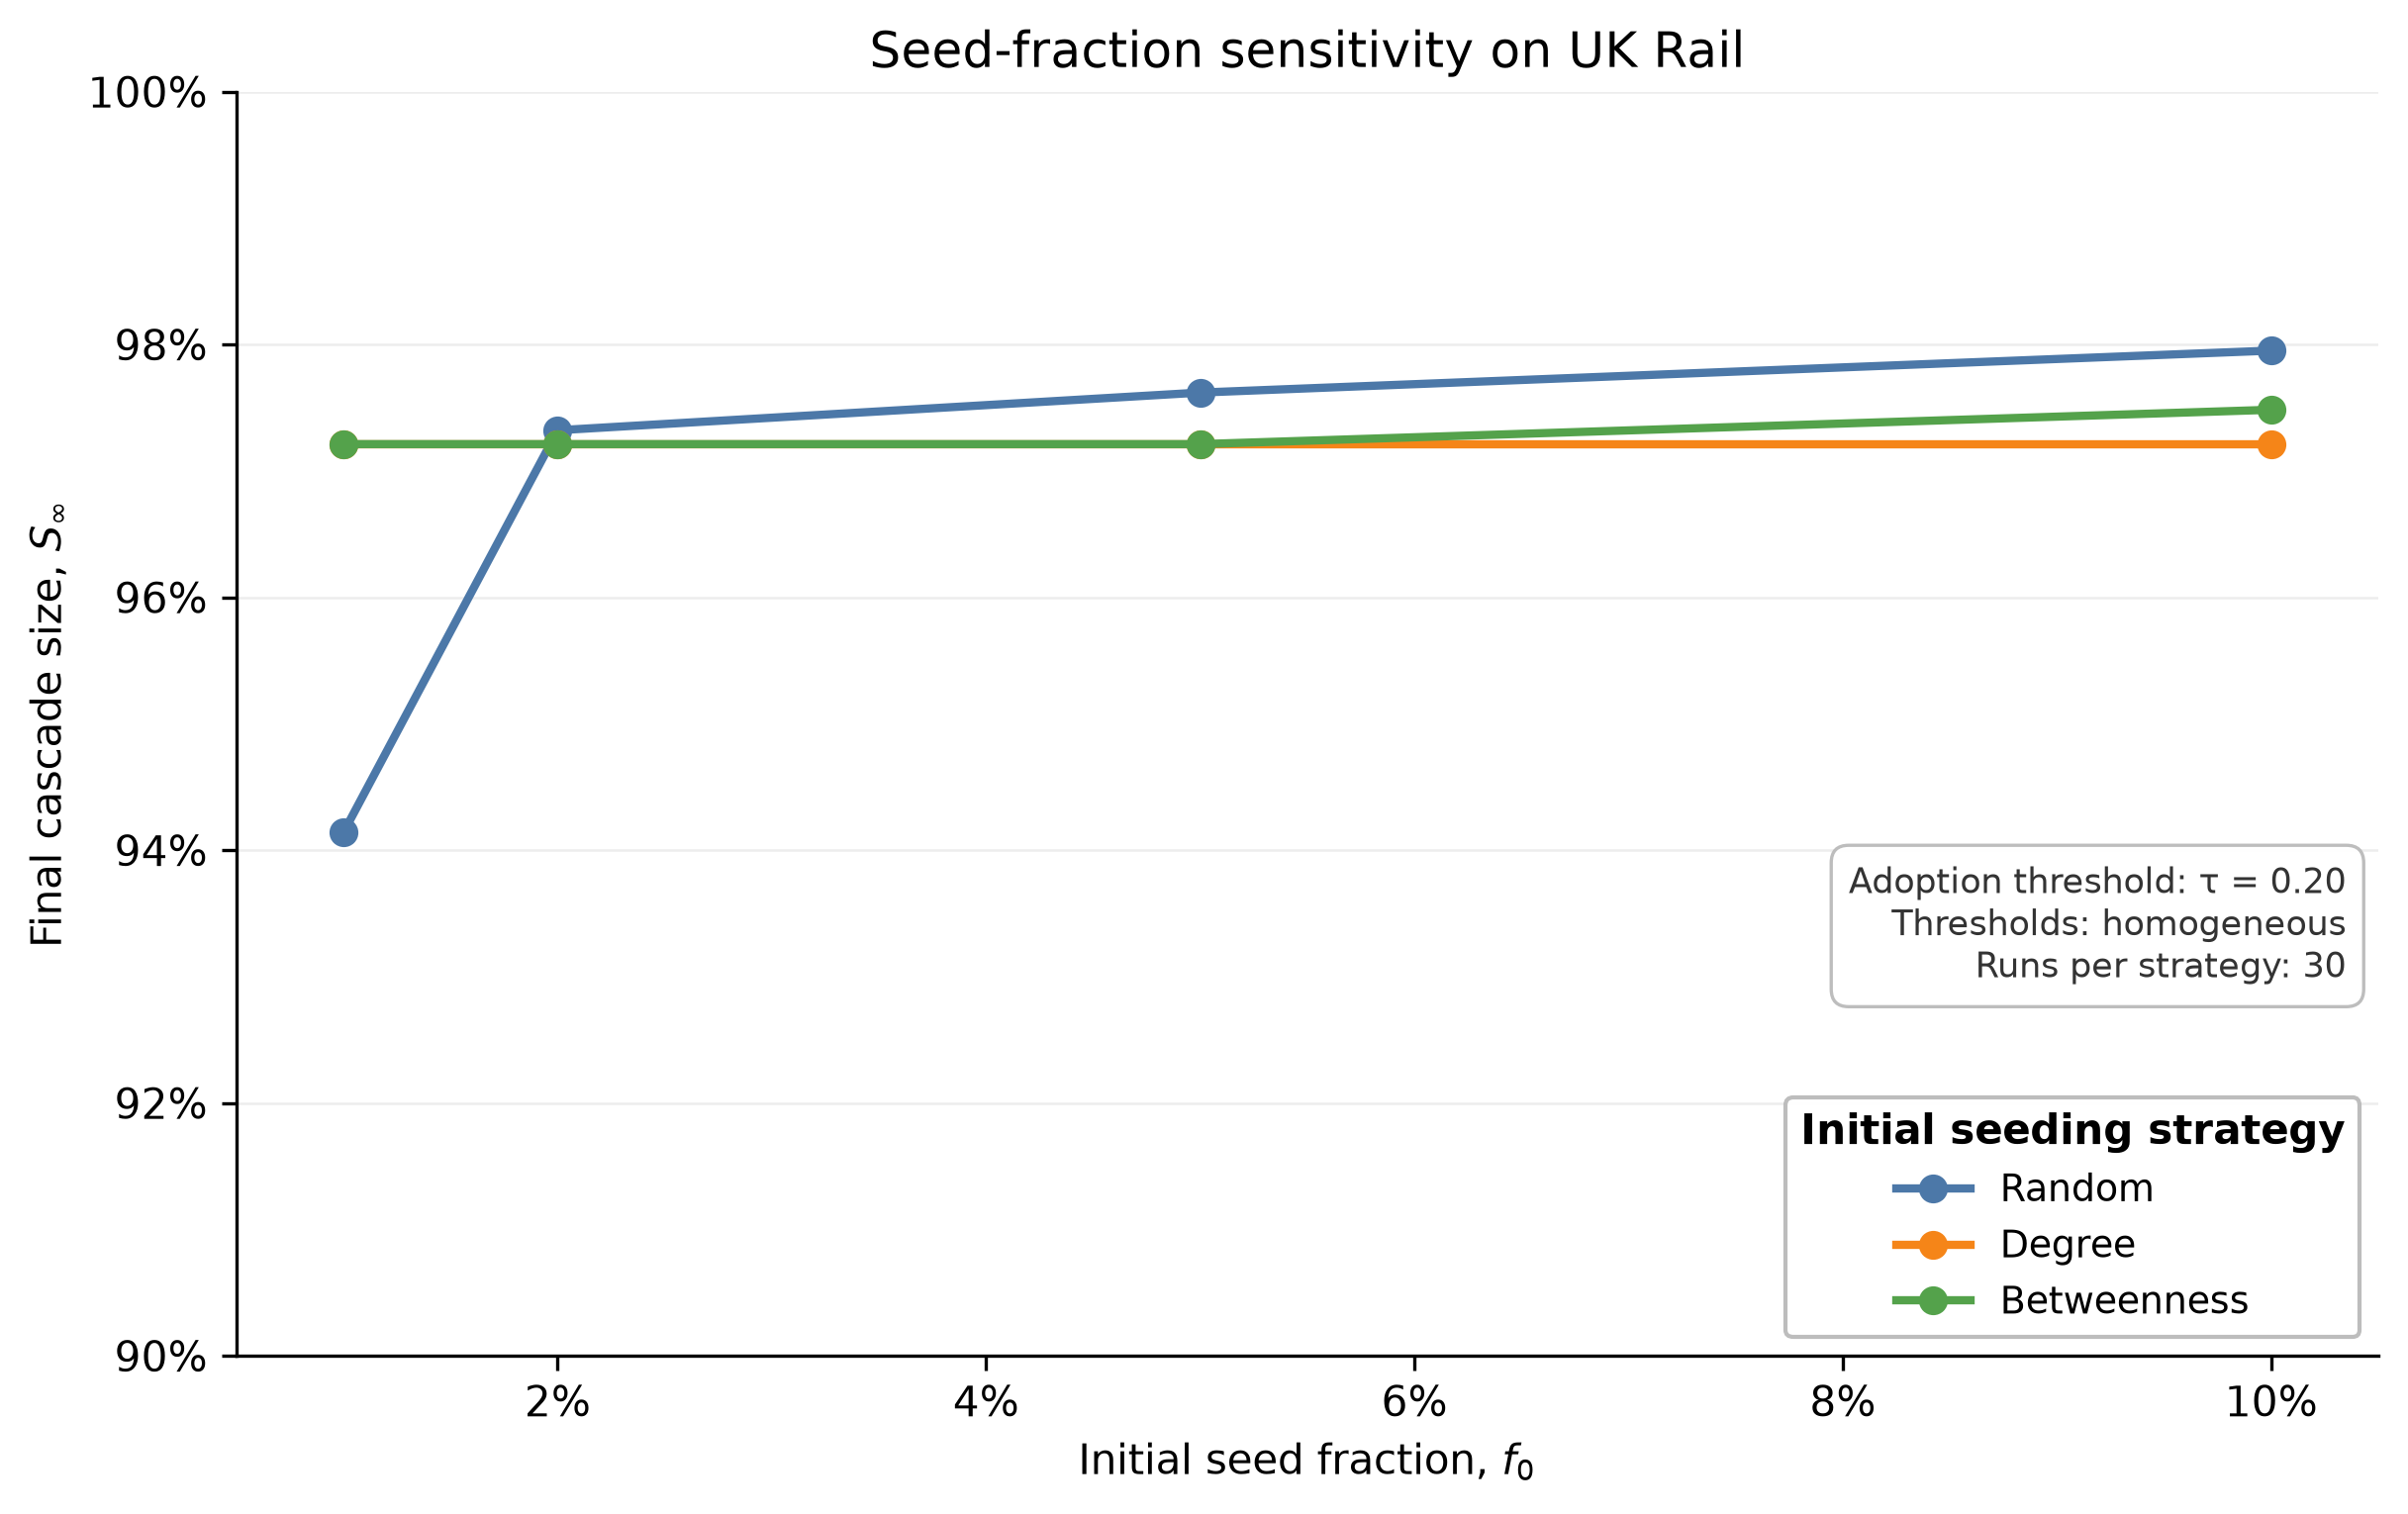 Seed-fraction sensitivity on UK Rail
100%
98%
96%
94%
92%
90%
Final cascade size, S∞
Adoption threshold: τ = 0.20
Thresholds: homogeneous
Runs per strategy: 30
Initial seeding strategy
Random
Degree
Betweenness
2% 4% 6% 8% 10%
Initial seed fraction, f₀